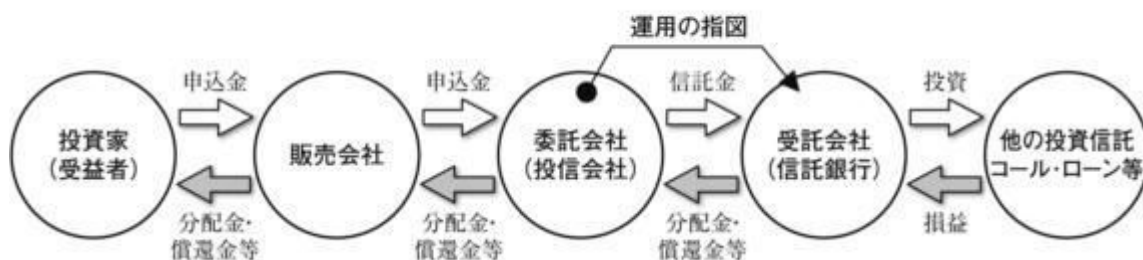 運用の指図
申込金
申込金
信託金
投資
投資家
(受益者)
販売会社
委託会社
(投信会社)
受託会社
(信託銀行)
他の投資信託
コール・ローン等
分配金・
償還金等
分配金・
償還金等
分配金・
償還金等
損益